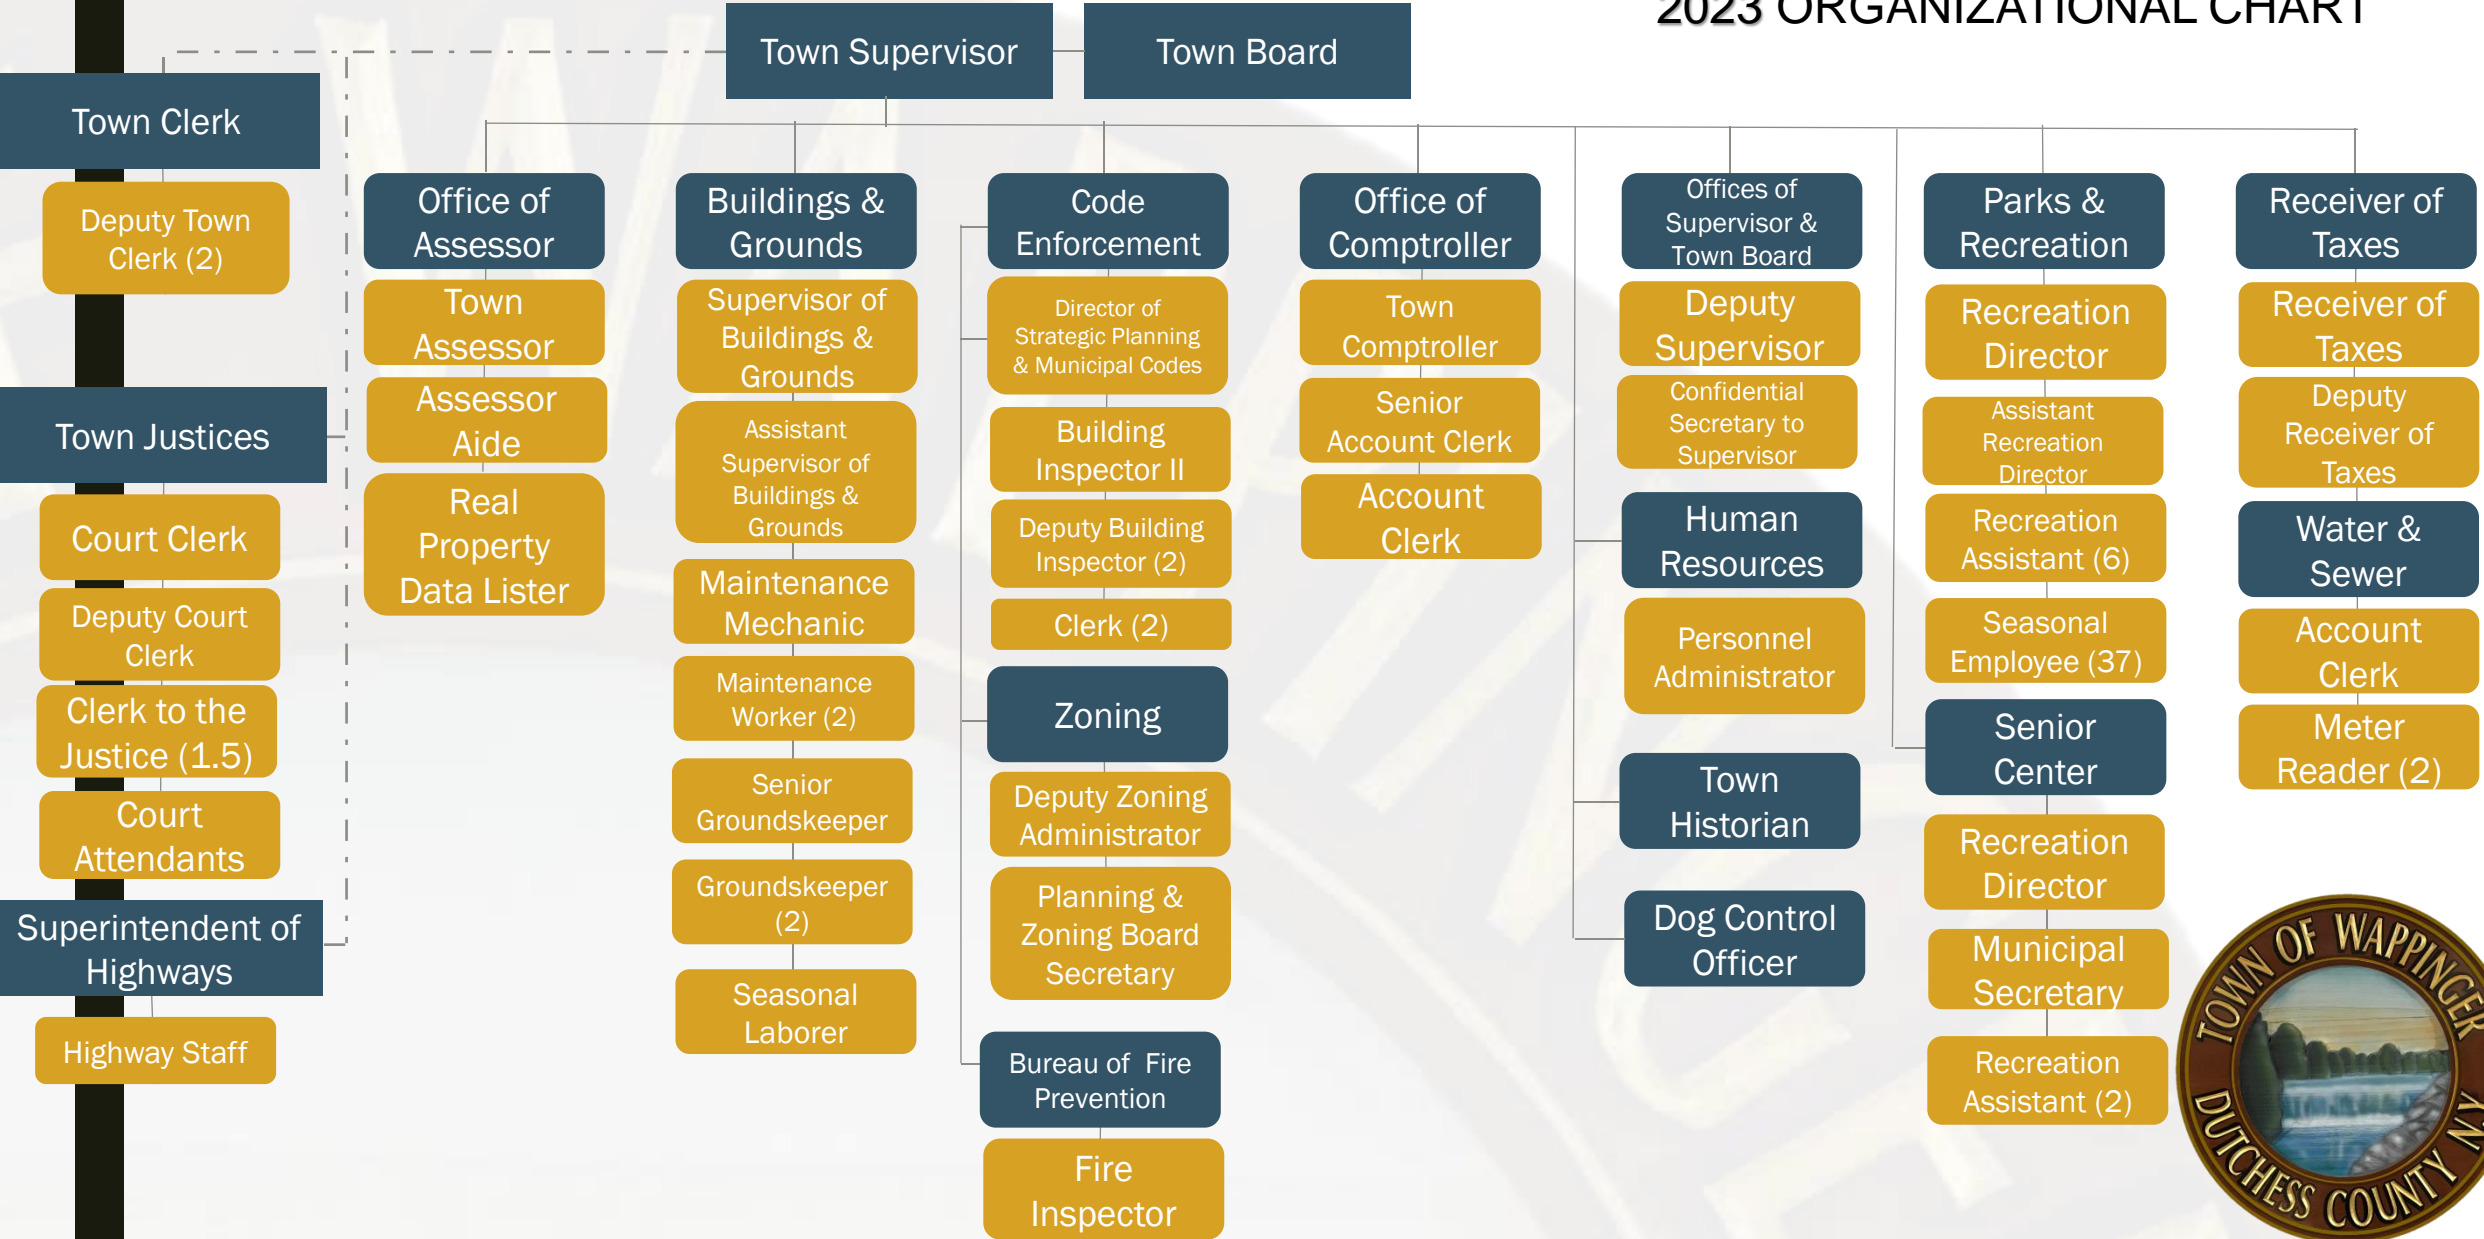 2023 ORGANIZATIONAL CHART
Town Supervisor
Town Board
Town Clerk
Deputy Town
Clerk (2)
Town Justices
Court Clerk
Deputy Court
Clerk
Clerk to the
Justice (1.5)
Court
Attendants
Superintendent of
Highways
Highway Staff
Office of
Assessor
Town
Assessor
Assessor
Aide
Real
Property
Data Lister
Buildings &
Grounds
Supervisor of
Buildings &
Grounds
Assistant
Supervisor of
Buildings &
Grounds
Maintenance
Mechanic
Maintenance
Worker (2)
Senior
Groundskeeper
Groundskeeper
(2)
Seasonal
Laborer
Code
Enforcement
Director of
Strategic Planning
& Municipal Codes
Building
Inspector II
Deputy Building
Inspector (2)
Clerk (2)
Zoning
Deputy Zoning
Administrator
Planning &
Zoning Board
Secretary
Bureau of Fire
Prevention
Fire
Inspector
Office of
Comptroller
Town
Comptroller
Senior
Account Clerk
Account
Clerk
Offices of
Supervisor &
Town Board
Deputy
Supervisor
Confidential
Secretary to
Supervisor
Human
Resources
Personnel
Administrator
Town
Historian
Dog Control
Officer
Parks &
Recreation
Recreation
Director
Assistant
Recreation
Director
Recreation
Assistant (6)
Seasonal
Employee (37)
Senior
Center
Recreation
Director
Municipal
Secretary
Recreation
Assistant (2)
Receiver of
Taxes
Receiver of
Taxes
Deputy
Receiver of
Taxes
Water &
Sewer
Account
Clerk
Meter
Reader (2)
TOWN OF WAPPINGER
DUTCHESS COUNTY NY